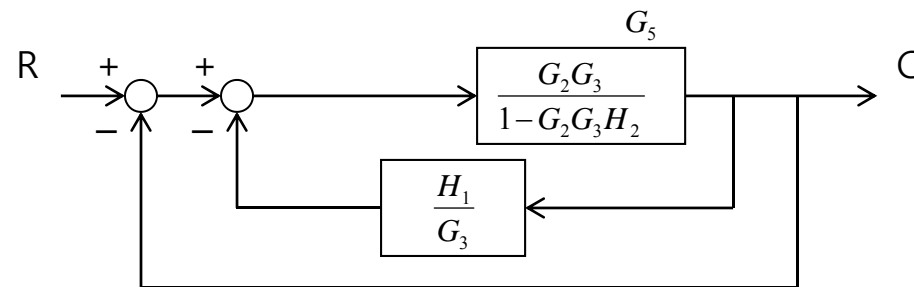 G₅
R + + G₂G₃ C
1 − G₂G₃H₂
− −
H₁
G₃